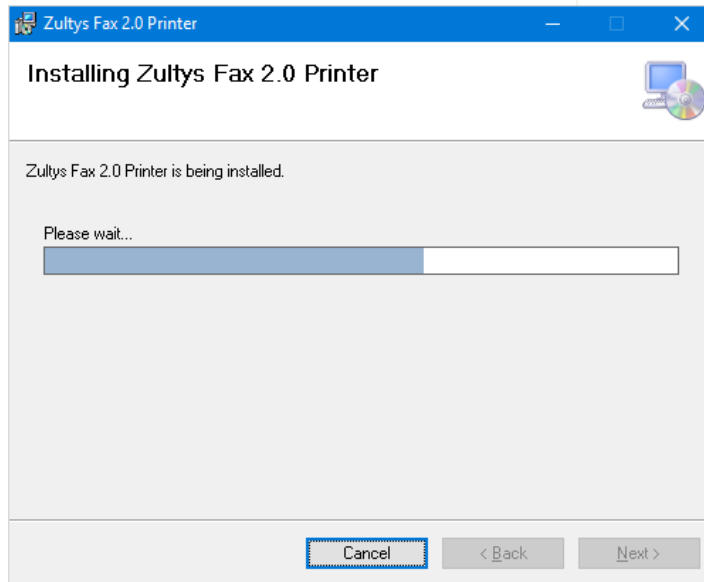 Zultys Fax 2.0 Printer
Installing Zultys Fax 2.0 Printer
Zultys Fax 2.0 Printer is being installed.
Please wait...
Cancel
< Back
Next >